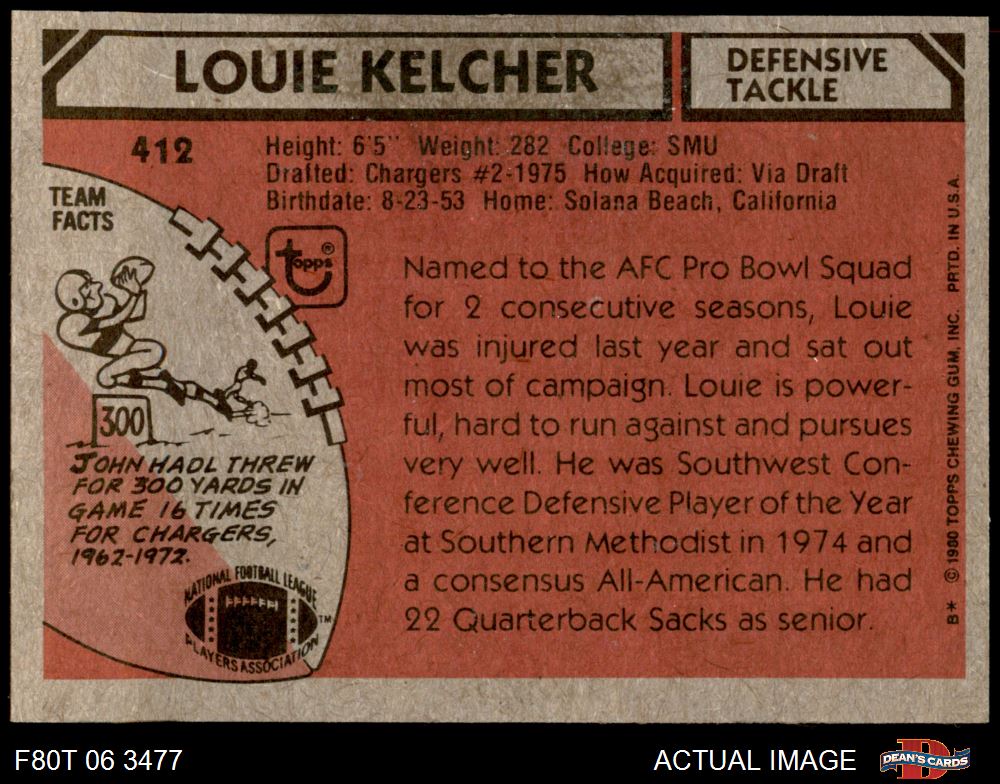 LOUIE KELCHER
DEFENSIVE
TACKLE
412
Height: 6'5" Weight: 282 College: SMU
Drafted: Chargers #2-1975 How Acquired: Via Draft
Birthdate: 8-23-53 Home: Solana Beach, California
TEAM
FACTS
topps®
Named to the AFC Pro Bowl Squad
for 2 consecutive seasons, Louie
was injured last year and sat out
most of campaign. Louie is power-
ful, hard to run against and pursues
very well. He was Southwest Con-
ference Defensive Player of the Year
at Southern Methodist in 1974 and
a consensus All-American. He had
22 Quarterback Sacks as senior.
300
JOHN HADL THREW
FOR 300 YARDS IN
GAME 16 TIMES
FOR CHARGERS,
1962-1972.
NATIONAL FOOTBALL LEAGUE
PLAYERS ASSOCIATION
TM
B* © 1980 TOPPS CHEWING GUM, INC. PRTD. IN U.S.A.
F80T 06 3477
ACTUAL IMAGE
DEAN'S CARDS